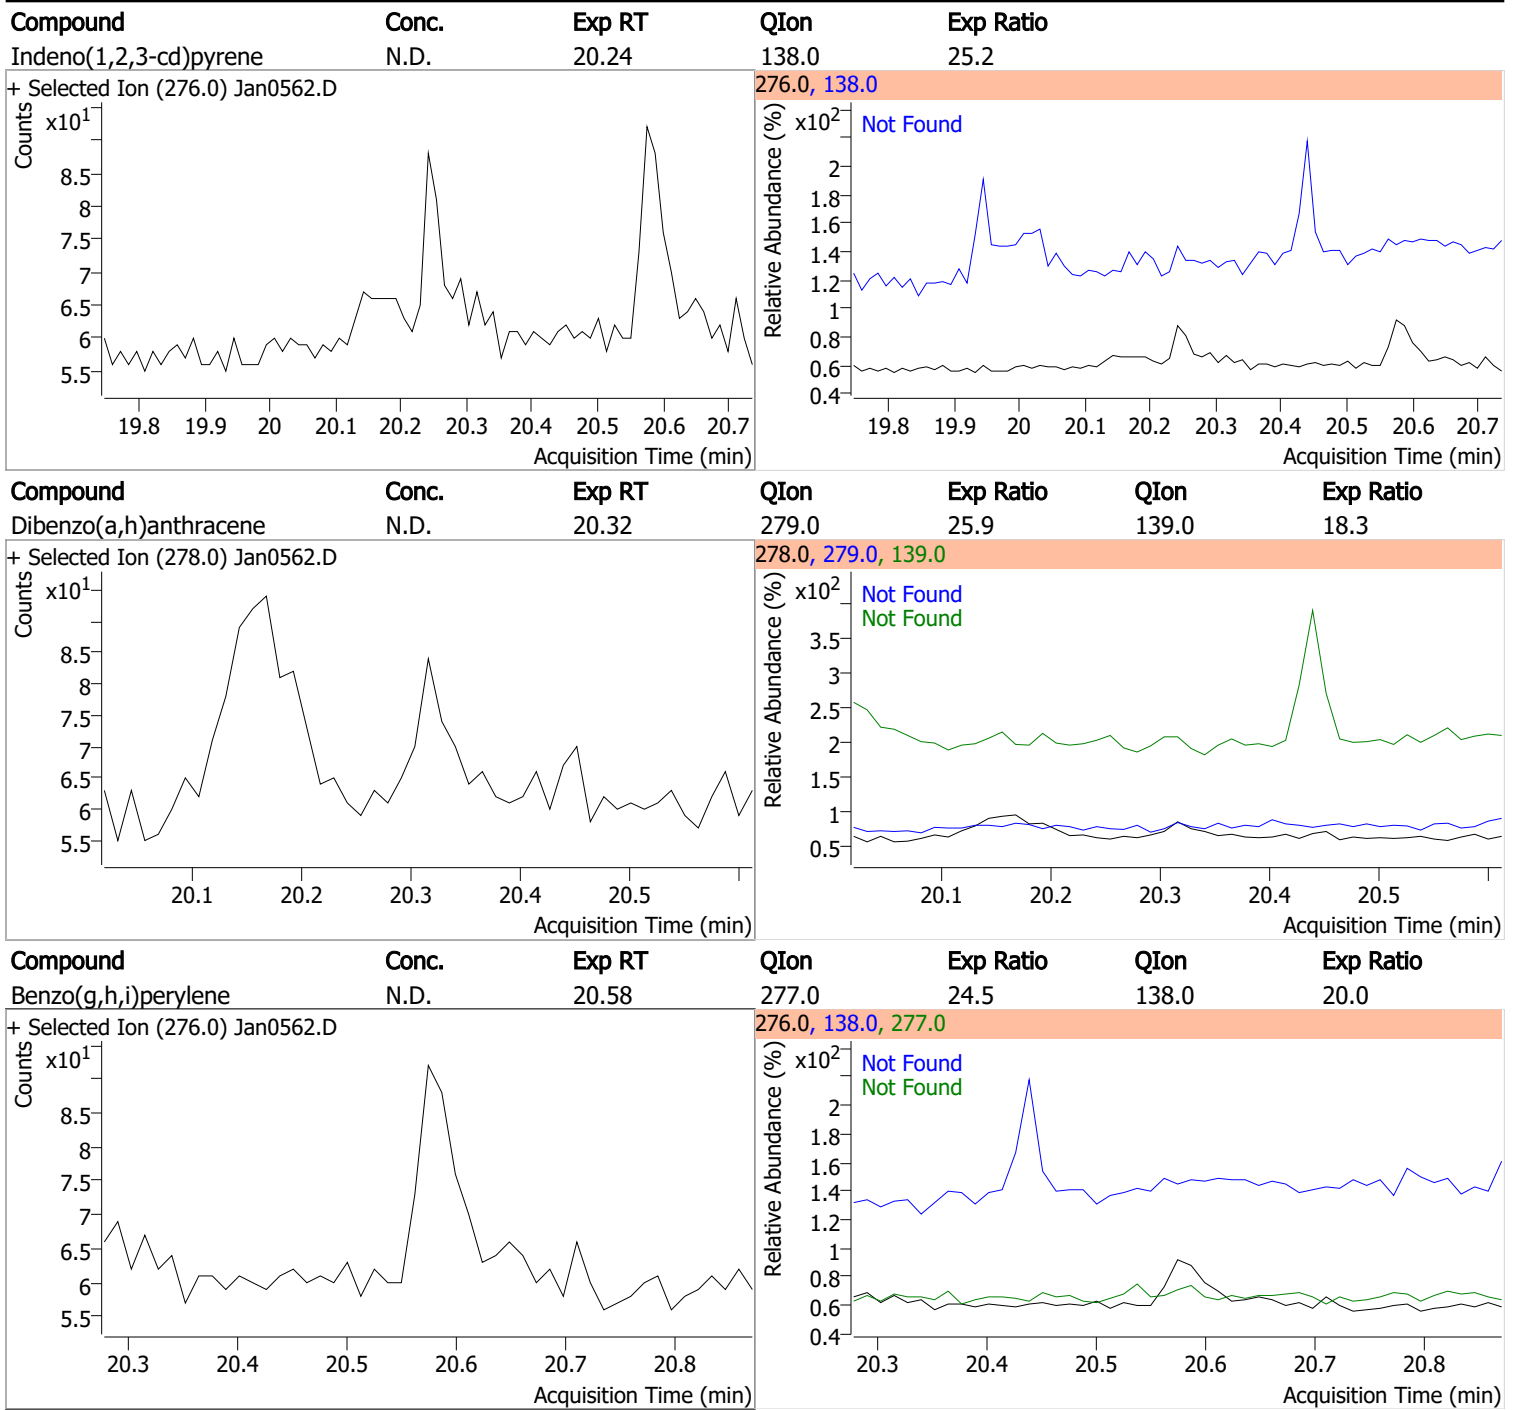 Compound Conc. Exp RT QIon Exp Ratio
Indeno(1,2,3-cd)pyrene N.D. 20.24 138.0 25.2
+ Selected Ion (276.0) Jan0562.D
Counts
x10¹
8.5
8
7.5
7
6.5
6
5.5
19.8 19.9 20 20.1 20.2 20.3 20.4 20.5 20.6 20.7
Acquisition Time (min)
276.0, 138.0
Relative Abundance (%)
x10²
Not Found
2
1.8
1.6
1.4
1.2
1
0.8
0.6
0.4
19.8 19.9 20 20.1 20.2 20.3 20.4 20.5 20.6 20.7
Acquisition Time (min)
Compound Conc. Exp RT QIon Exp Ratio QIon Exp Ratio
Dibenzo(a,h)anthracene N.D. 20.32 279.0 25.9 139.0 18.3
+ Selected Ion (278.0) Jan0562.D
Counts
x10¹
8.5
8
7.5
7
6.5
6
5.5
20.1 20.2 20.3 20.4 20.5
Acquisition Time (min)
278.0, 279.0, 139.0
Relative Abundance (%)
x10²
Not Found
Not Found
3.5
3
2.5
2
1.5
1
0.5
20.1 20.2 20.3 20.4 20.5
Acquisition Time (min)
Compound Conc. Exp RT QIon Exp Ratio QIon Exp Ratio
Benzo(g,h,i)perylene N.D. 20.58 277.0 24.5 138.0 20.0
+ Selected Ion (276.0) Jan0562.D
Counts
x10¹
8.5
8
7.5
7
6.5
6
5.5
20.3 20.4 20.5 20.6 20.7 20.8
Acquisition Time (min)
276.0, 138.0, 277.0
Relative Abundance (%)
x10²
Not Found
Not Found
2
1.8
1.6
1.4
1.2
1
0.8
0.6
0.4
20.3 20.4 20.5 20.6 20.7 20.8
Acquisition Time (min)